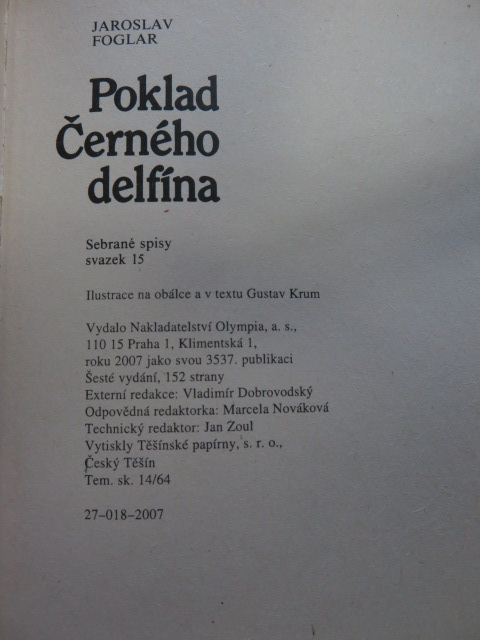 JAROSLAV
FOGLAR
Poklad
Černého
delfína
Sebrané spisy
svazek 15
Ilustrace na obálce a v textu Gustav Krum
Vydalo Nakladatelství Olympia, a. s.,
110 15 Praha 1, Klimentská 1,
roku 2007 jako svou 3537. publikaci
Šesté vydání, 152 strany
Externí redakce: Vladimír Dobrovodský
Odpovědná redaktorka: Marcela Nováková
Technický redaktor: Jan Zoul
Vytiskly Těšínské papírny, s. r. o.,
Český Těšín
Tem. sk. 14/64
27–018–2007